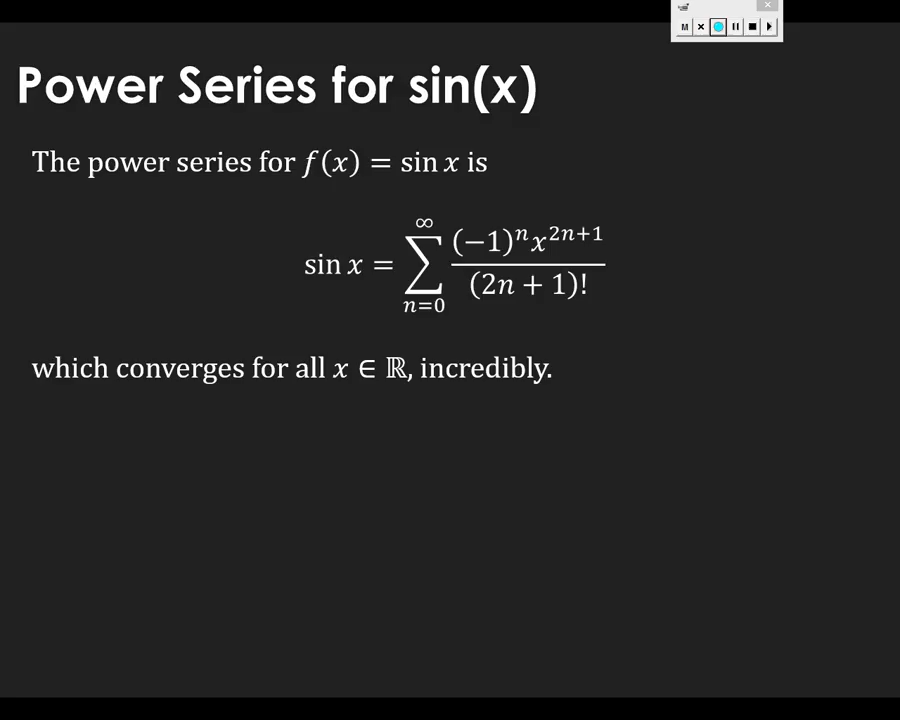 M
Power Series for sin(x)
The power series for f(x) = sin x is
sin x = ∑_{n=0}^{∞} \frac{(−1)^n x^{2n+1}}{(2n + 1)!}
which converges for all x ∈ ℝ, incredibly.